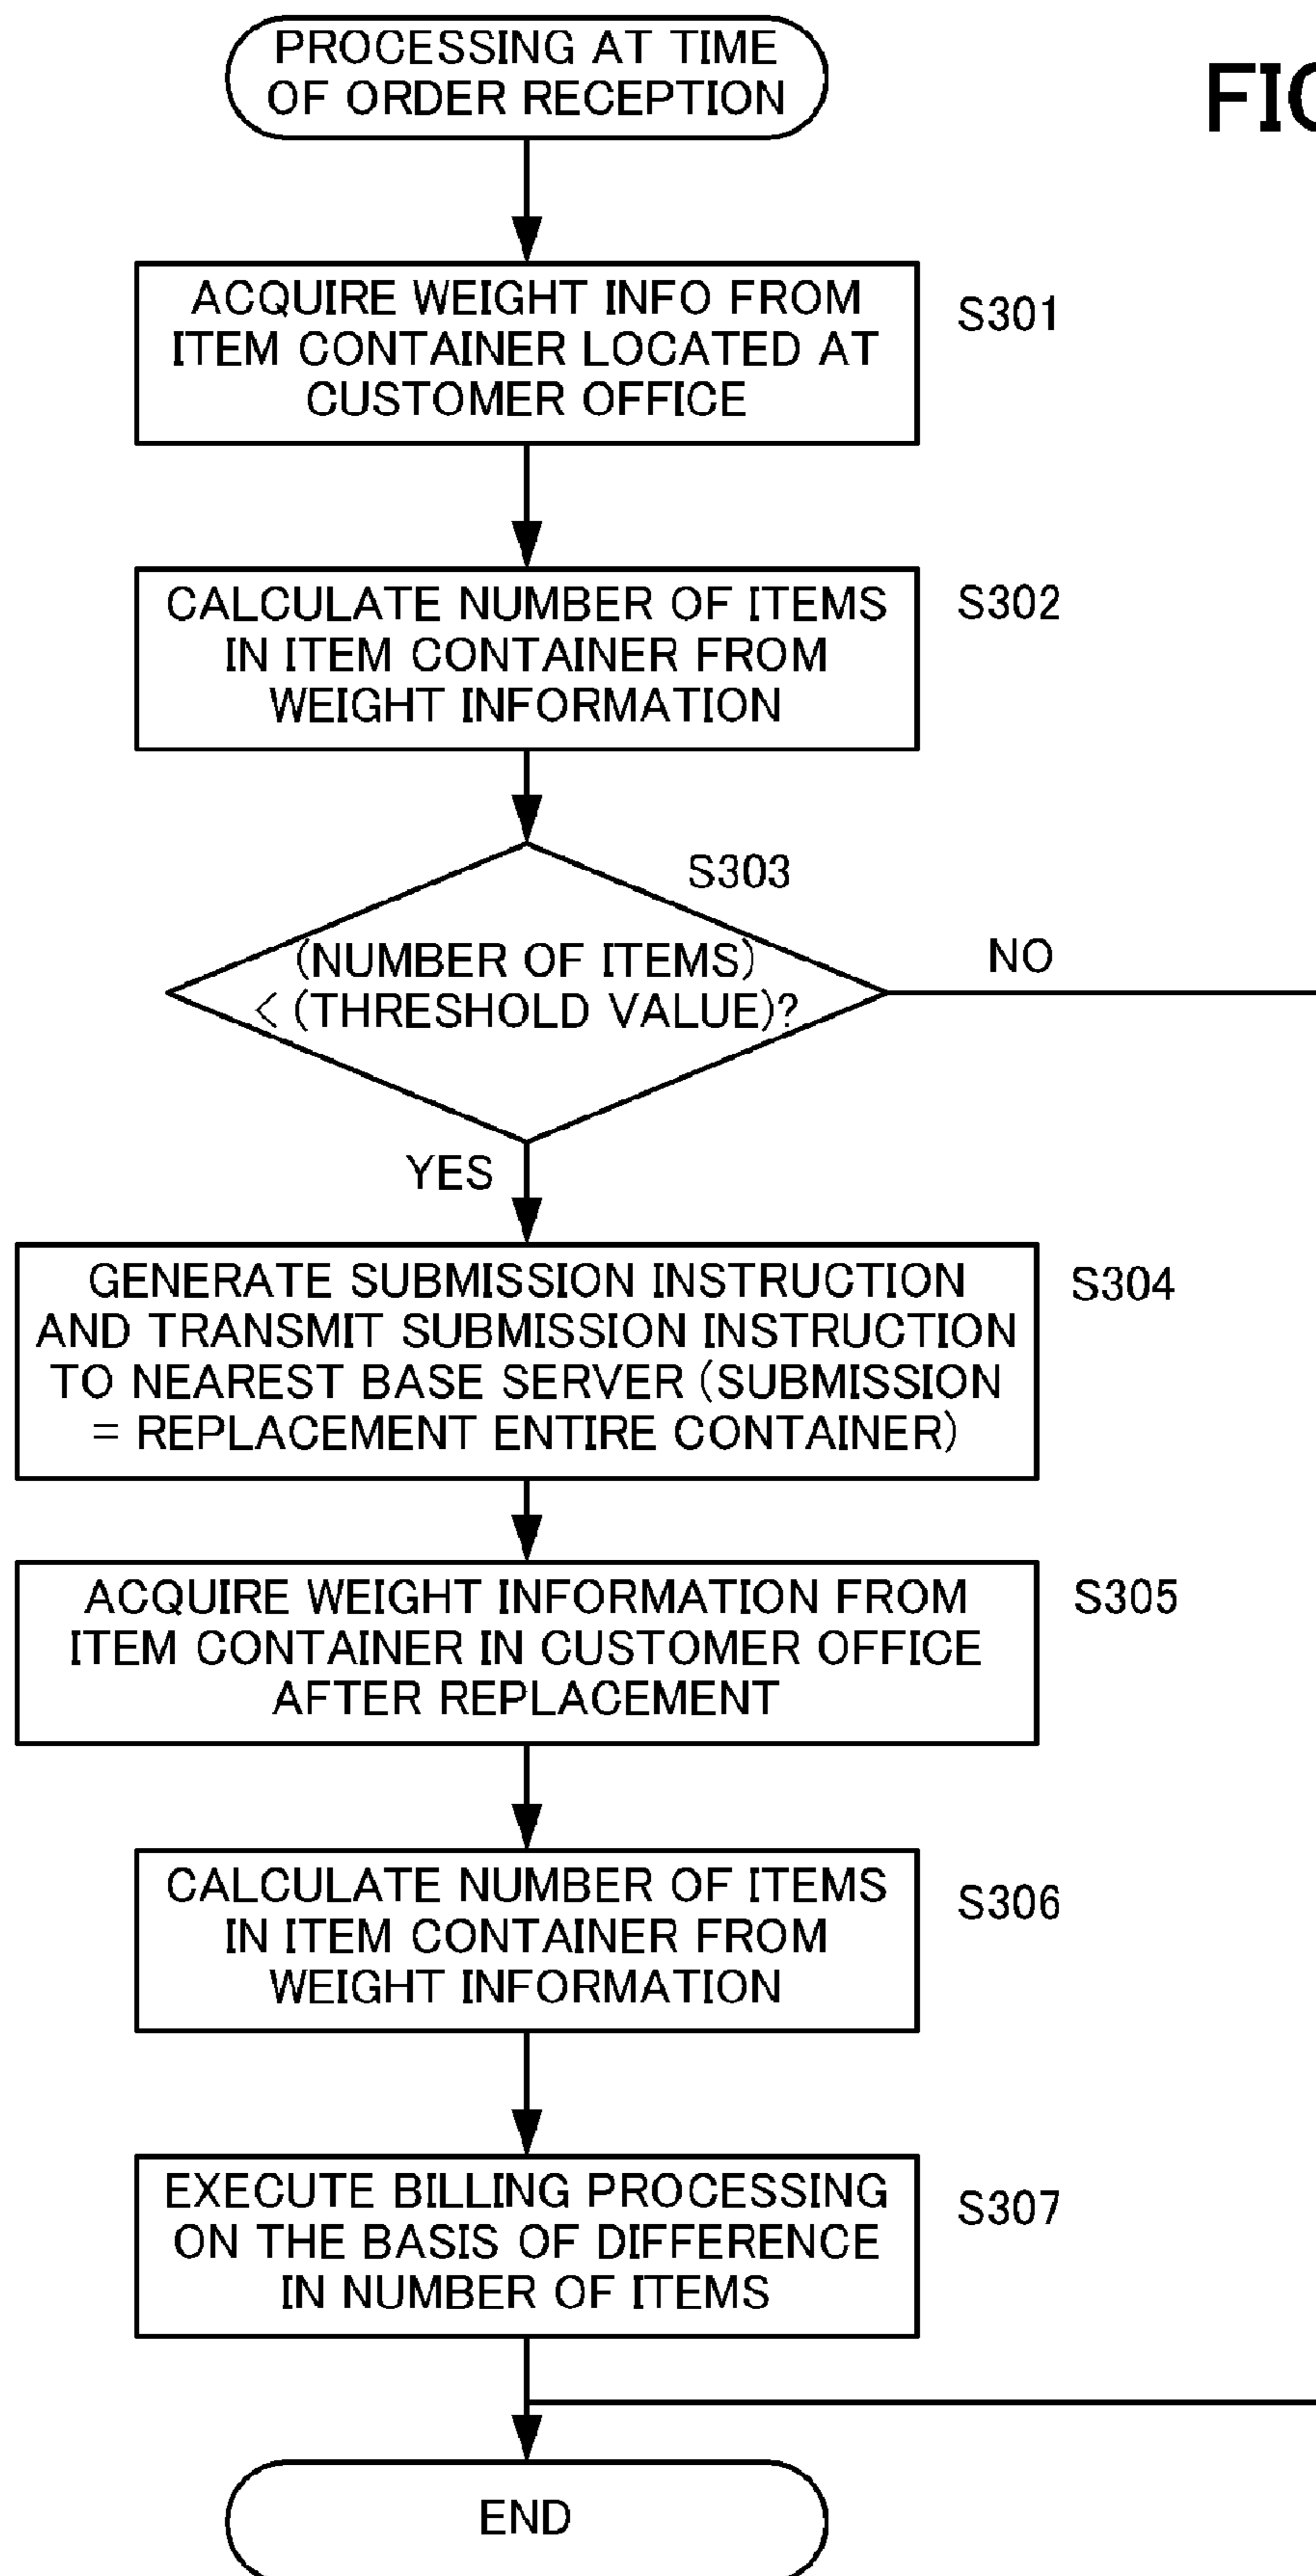 PROCESSING AT TIME
OF ORDER RECEPTION
FIG
ACQUIRE WEIGHT INFO FROM
ITEM CONTAINER LOCATED AT
CUSTOMER OFFICE
S301
CALCULATE NUMBER OF ITEMS
IN ITEM CONTAINER FROM
WEIGHT INFORMATION
S302
S303
(NUMBER OF ITEMS)
< (THRESHOLD VALUE)?
NO
YES
GENERATE SUBMISSION INSTRUCTION
AND TRANSMIT SUBMISSION INSTRUCTION
TO NEAREST BASE SERVER (SUBMISSION
= REPLACEMENT ENTIRE CONTAINER)
S304
ACQUIRE WEIGHT INFORMATION FROM
ITEM CONTAINER IN CUSTOMER OFFICE
AFTER REPLACEMENT
S305
CALCULATE NUMBER OF ITEMS
IN ITEM CONTAINER FROM
WEIGHT INFORMATION
S306
EXECUTE BILLING PROCESSING
ON THE BASIS OF DIFFERENCE
IN NUMBER OF ITEMS
S307
END